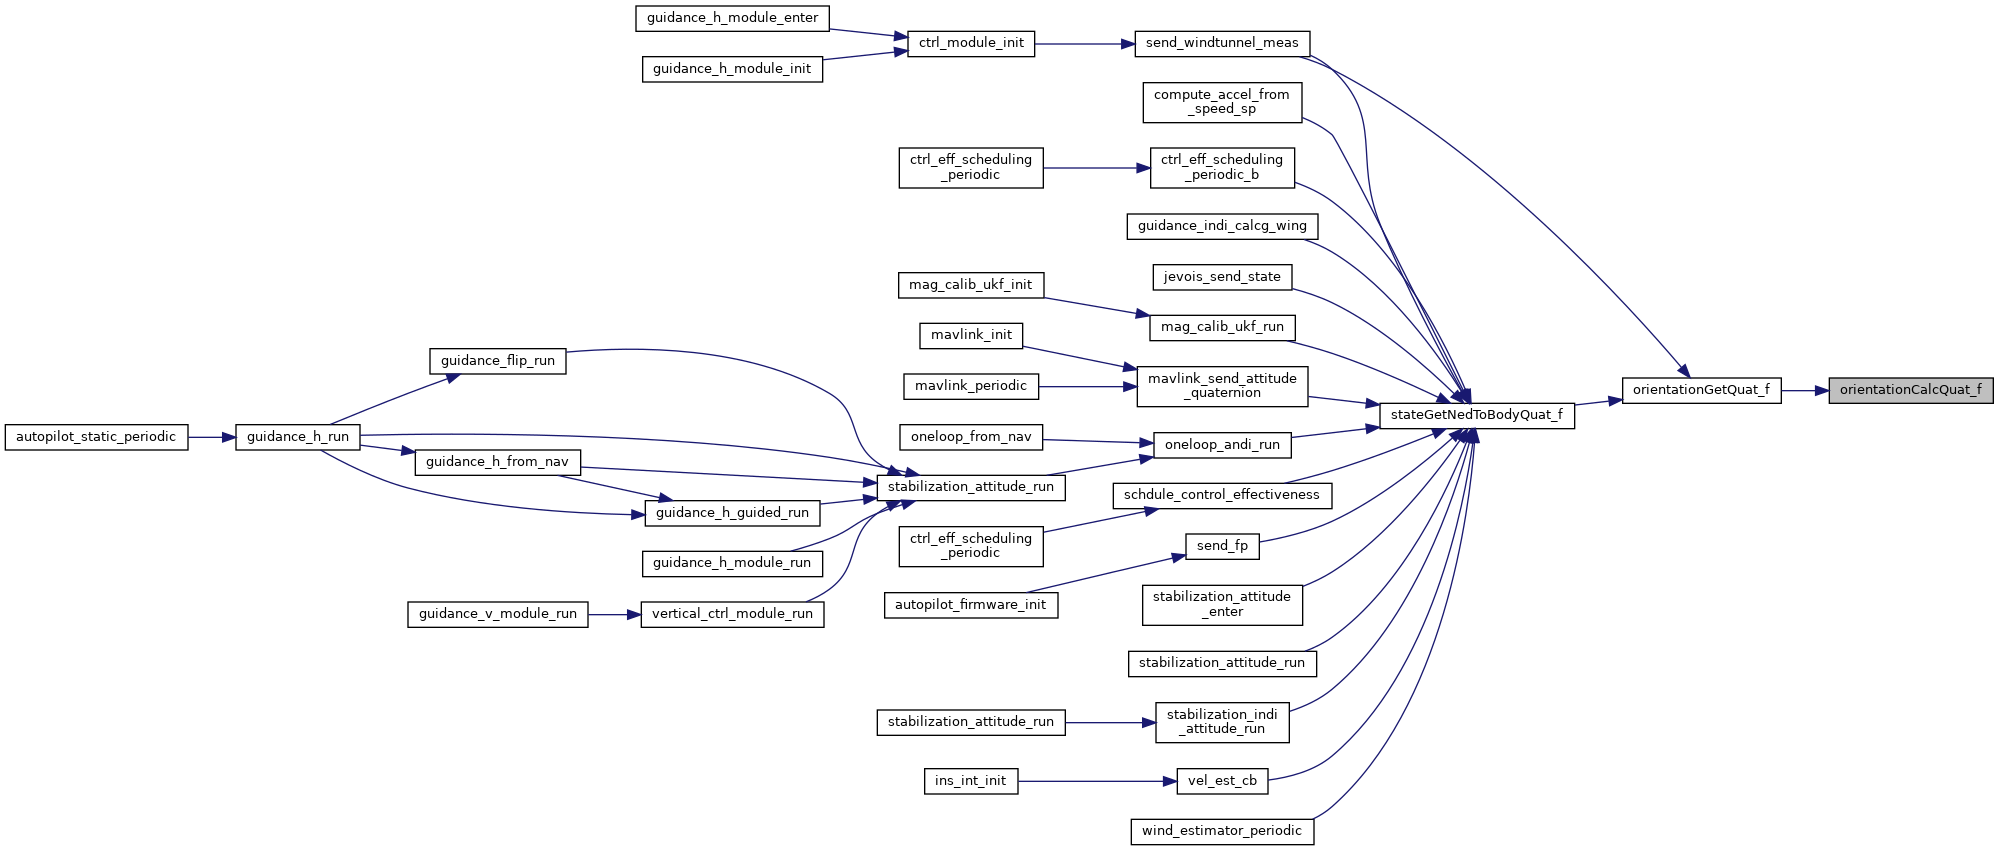 guidance_h_module_enter
guidance_h_module_init
ctrl_module_init
send_windtunnel_meas
compute_accel_from
_speed_sp
ctrl_eff_scheduling
_periodic
ctrl_eff_scheduling
_periodic_b
guidance_indi_calcg_wing
jevois_send_state
mag_calib_ukf_init
mag_calib_ukf_run
mavlink_init
mavlink_periodic
mavlink_send_attitude
_quaternion
orientationGetQuat_f
orientationCalcQuat_f
stateGetNedToBodyQuat_f
guidance_flip_run
autopilot_static_periodic
guidance_h_run
oneloop_from_nav
oneloop_andi_run
guidance_h_from_nav
stabilization_attitude_run
schdule_control_effectiveness
guidance_h_guided_run
ctrl_eff_scheduling
_periodic
send_fp
guidance_h_module_run
autopilot_firmware_init
stabilization_attitude
_enter
guidance_v_module_run
vertical_ctrl_module_run
stabilization_attitude_run
stabilization_attitude_run
stabilization_indi
_attitude_run
ins_int_init
vel_est_cb
wind_estimator_periodic